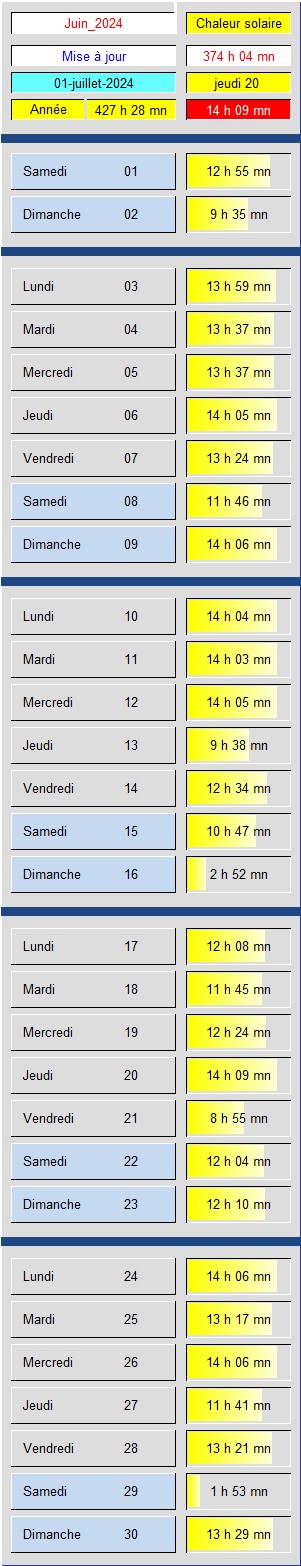 Juin_2024 Chaleur solaire
Mise à jour 374 h 04 mn
01-juillet-2024 jeudi 20
Année 427 h 28 mn 14 h 09 mn
Samedi 01 12 h 55 mn
Dimanche 02 9 h 35 mn
Lundi 03 13 h 59 mn
Mardi 04 13 h 37 mn
Mercredi 05 13 h 37 mn
Jeudi 06 14 h 05 mn
Vendredi 07 13 h 24 mn
Samedi 08 11 h 46 mn
Dimanche 09 14 h 06 mn
Lundi 10 14 h 04 mn
Mardi 11 14 h 03 mn
Mercredi 12 14 h 05 mn
Jeudi 13 9 h 38 mn
Vendredi 14 12 h 34 mn
Samedi 15 10 h 47 mn
Dimanche 16 2 h 52 mn
Lundi 17 12 h 08 mn
Mardi 18 11 h 45 mn
Mercredi 19 12 h 24 mn
Jeudi 20 14 h 09 mn
Vendredi 21 8 h 55 mn
Samedi 22 12 h 04 mn
Dimanche 23 12 h 10 mn
Lundi 24 14 h 06 mn
Mardi 25 13 h 17 mn
Mercredi 26 14 h 06 mn
Jeudi 27 11 h 41 mn
Vendredi 28 13 h 21 mn
Samedi 29 1 h 53 mn
Dimanche 30 13 h 29 mn